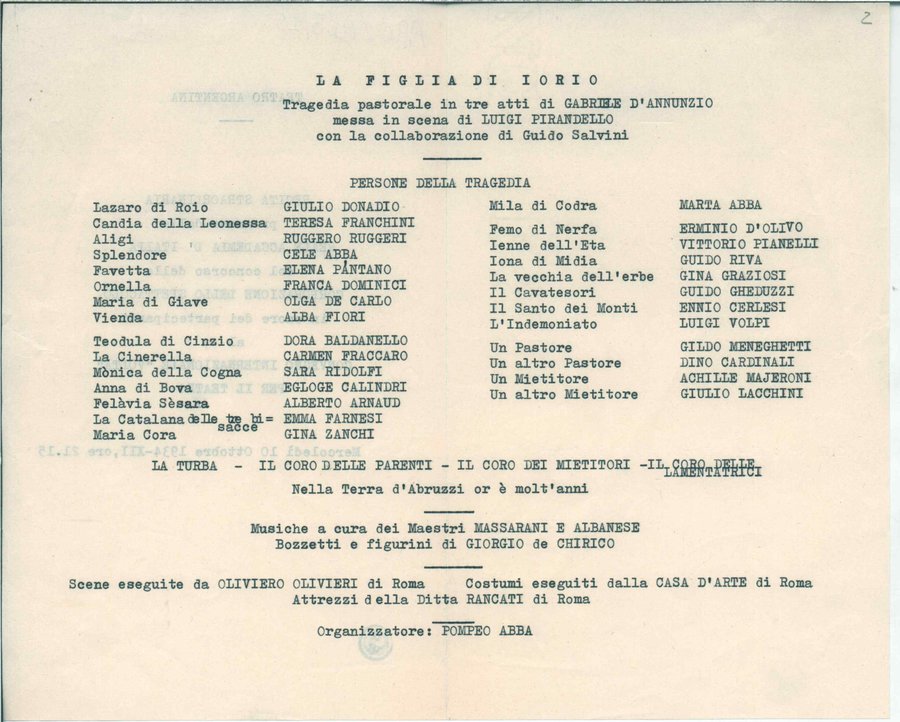 2
LA FIGLIA DI IORIO
Tragedia pastorale in tre atti di GABRIELE D'ANNUNZIO
messa in scena di LUIGI PIRANDELLO
con la collaborazione di Guido Salvini
PERSONE DELLA TRAGEDIA
Lazaro di Roio GIULIO DONADIO
Candia della Leonessa TERESA FRANCHINI
Aligi RUGGERO RUGGERI
Splendore CELE ABBA
Favetta ELENA PANTANO
Ornella FRANCA DOMINICI
Maria di Giave OLGA DE CARLO
Vienda ALBA FIORI
Teodula di Cinzio DORA BALDANELLO
La Cinerella CARMEN FRACCARO
Mònica della Cogna SARA RIDOLFI
Anna di Bova EGLOGE CALINDRI
Felàvia Sèsara ALBERTO ARNAUD
La Catalana delle tre bi= EMMA FARNESI
sacce
Maria Cora GINA ZANCHI
Mila di Codra MARTA ABBA
Femo di Nerfa ERMINIO D'OLIVO
Ienne dell'Eta VITTORIO PIANELLI
Iona di Midia GUIDO RIVA
La vecchia dell'erbe GINA GRAZIOSI
Il Cavatesori GUIDO GHEDUZZI
Il Santo dei Monti ENNIO CERLESI
L'Indemoniato LUIGI VOLPI
Un Pastore GILDO MENEGHETTI
Un altro Pastore DINO CARDINALI
Un Mietitore ACHILLE MAJERONI
Un altro Mietitore GIULIO LACCHINI
LA TURBA - IL CORO DELLE PARENTI - IL CORO DEI MIETITORI -IL CORO DELLE
LAMENTATRICI
Nella Terra d'Abruzzi or è molt'anni
Musiche a cura dei Maestri MASSARANI E ALBANESE
Bozzetti e figurini di GIORGIO de CHIRICO
Scene eseguite da OLIVIERO OLIVIERI di Roma Costumi eseguiti dalla CASA D'ARTE di Roma
Attrezzi della Ditta RANCATI di Roma
Organizzatore: POMPEO ABBA